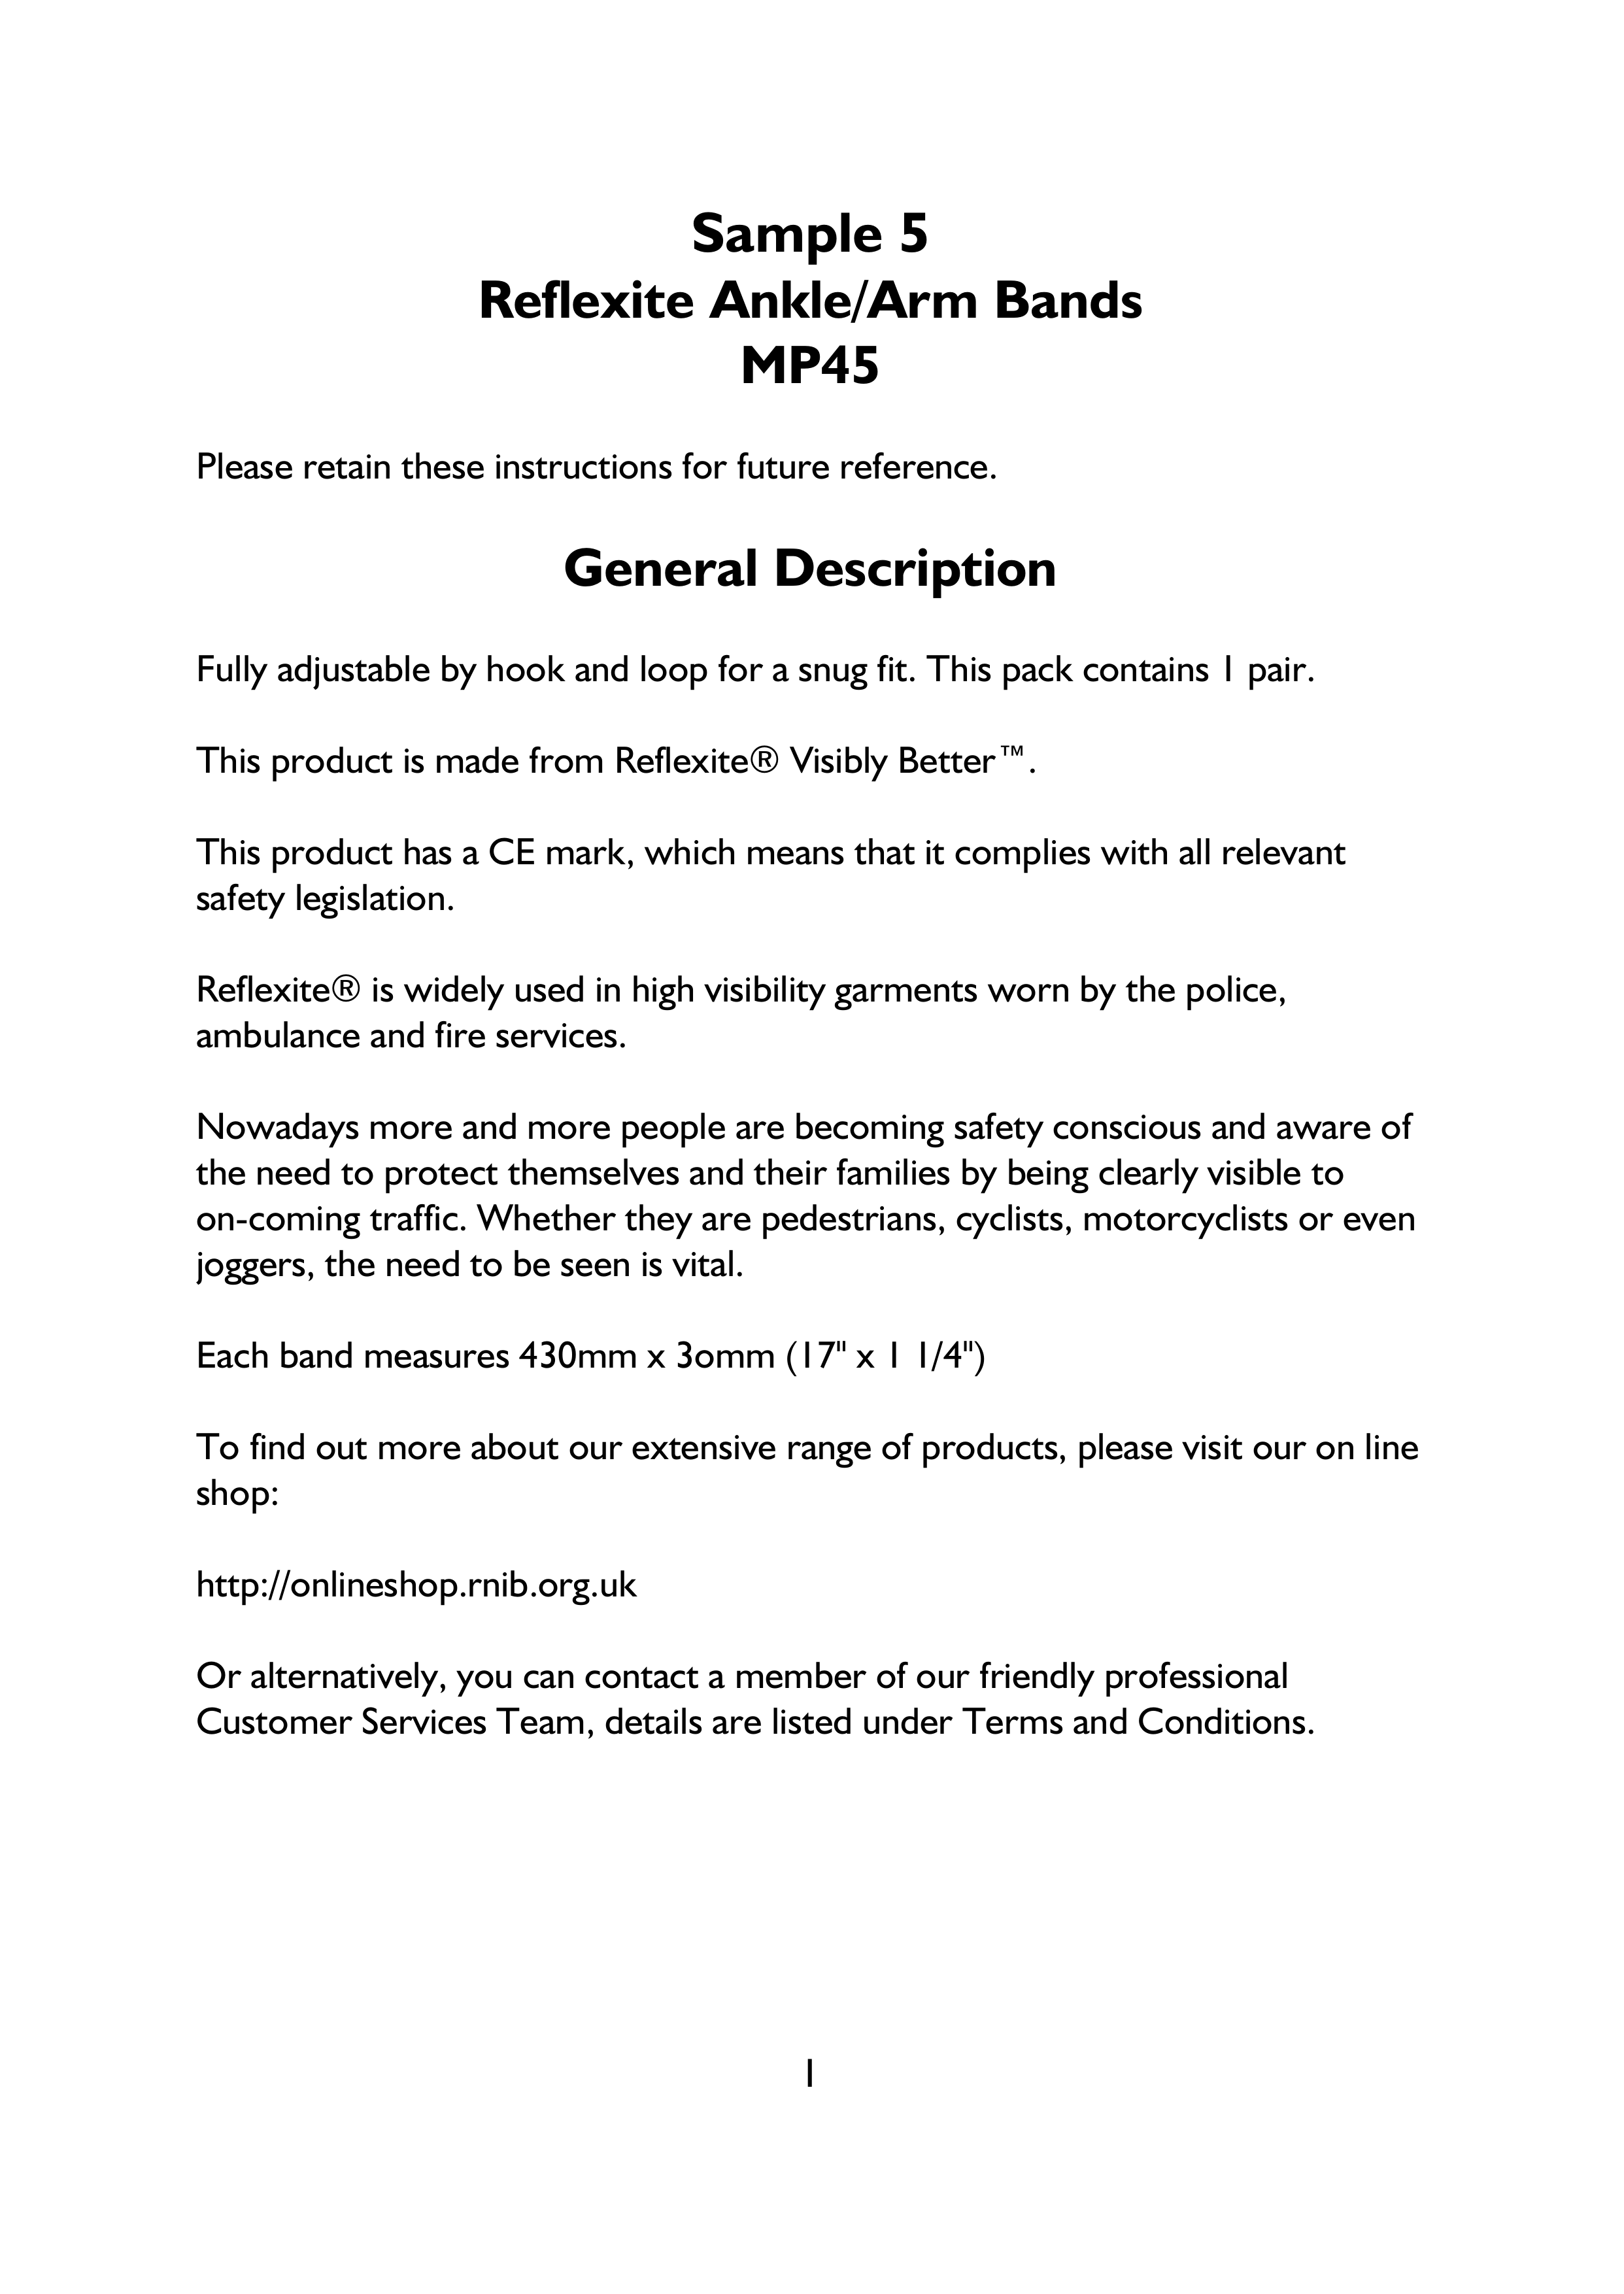 Sample 5
Reflexite Ankle/Arm Bands
MP45
Please retain these instructions for future reference.
General Description
Fully adjustable by hook and loop for a snug fit. This pack contains 1 pair.
This product is made from Reflexite® Visibly Better™.
This product has a CE mark, which means that it complies with all relevant
safety legislation.
Reflexite® is widely used in high visibility garments worn by the police,
ambulance and fire services.
Nowadays more and more people are becoming safety conscious and aware of
the need to protect themselves and their families by being clearly visible to
on-coming traffic. Whether they are pedestrians, cyclists, motorcyclists or even
joggers, the need to be seen is vital.
Each band measures 430mm x 3omm (17" x 1 1/4")
To find out more about our extensive range of products, please visit our on line
shop:
http://onlineshop.rnib.org.uk
Or alternatively, you can contact a member of our friendly professional
Customer Services Team, details are listed under Terms and Conditions.
1